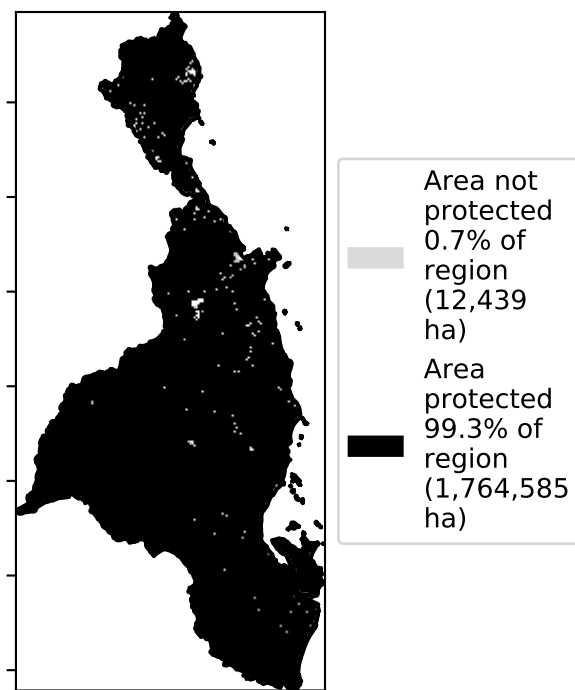 Area not
protected
0.7% of
region
(12,439
ha)
Area
protected
99.3% of
region
(1,764,585
ha)